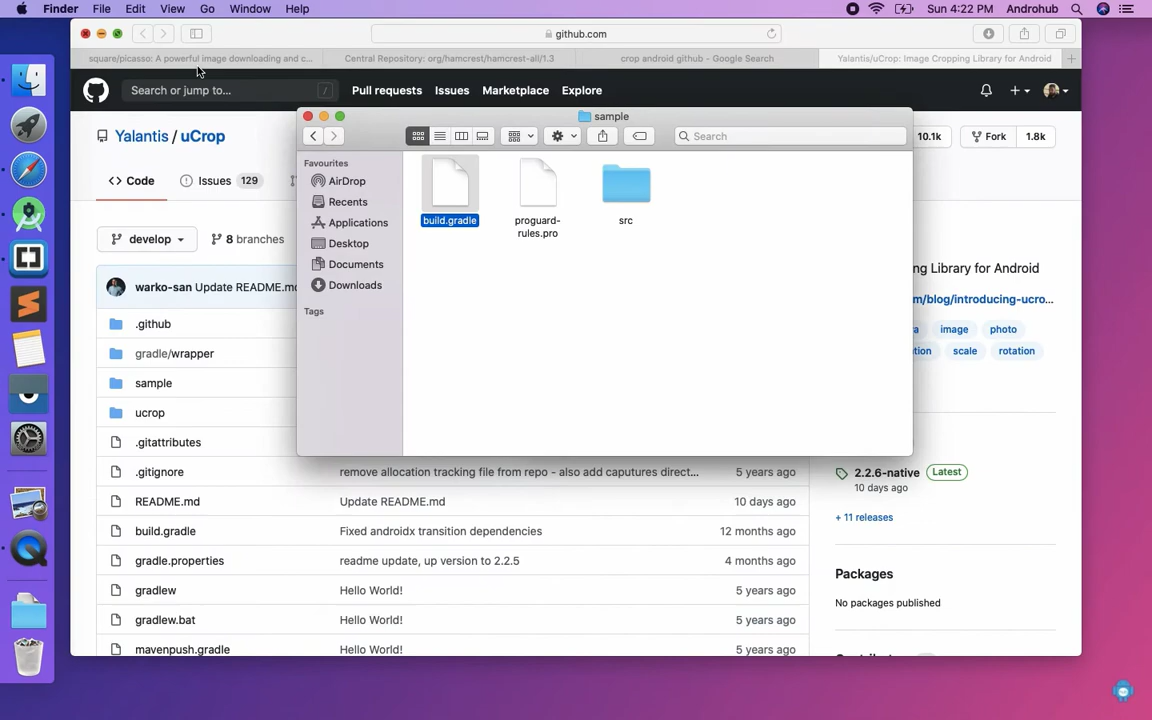 Finder File Edit View Go Window Help Sun 4:22 PM Androhub
github.com
square/picasso: A powerful image downloading and c... Central Repository: org/hamcrest/hamcrest-all/1.3 crop android github - Google Search Yalantis/uCrop: Image Cropping Library for Android
Search or jump to... / Pull requests Issues Marketplace Explore
sample
Yalantis / uCrop 10.1k Fork 1.8k
Search
Favourites
AirDrop
Recents
Applications
Desktop
Documents
Downloads
Tags
build.gradle
proguard-
rules.pro
src
Code Issues 129
develop 8 branches
ng Library for Android
warko-san Update README.md
m/blog/introducing-ucro...
image photo
scale rotation
.github
gradle/wrapper
sample
ucrop
.gitattributes
.gitignore remove allocation tracking file from repo - also add caputures direct... 5 years ago
README.md Update README.md 10 days ago
build.gradle Fixed androidx transition dependencies 12 months ago
gradle.properties readme update, up version to 2.2.5 4 months ago
gradlew Hello World! 5 years ago
gradlew.bat Hello World! 5 years ago
mavenpush.gradle Hello World! 5 years ago
2.2.6-native Latest
10 days ago
+ 11 releases
Packages
No packages published